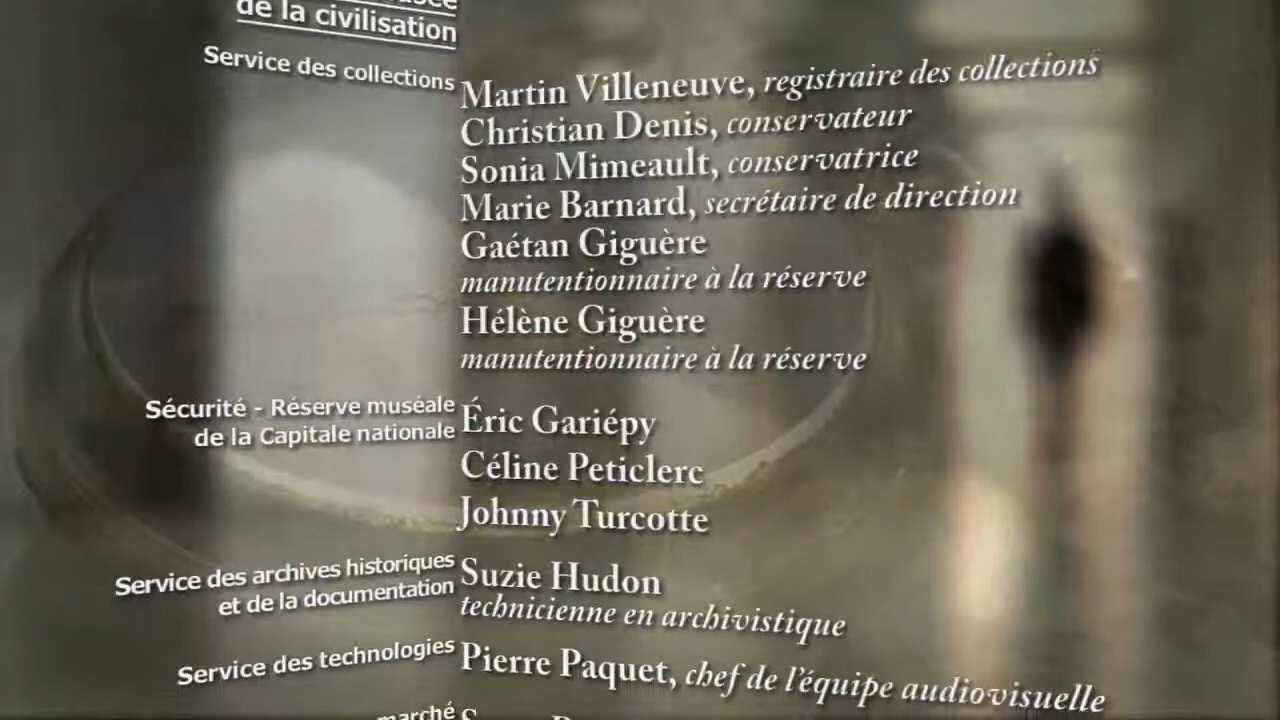 de la civilisation
Service des collections
Martin Villeneuve, registraire des collections
Christian Denis, conservateur
Sonia Mimeault, conservatrice
Marie Barnard, secrétaire de direction
Gaétan Giguère
manutentionnaire à la réserve
Hélène Giguère
manutentionnaire à la réserve
Sécurité - Réserve muséale
de la Capitale nationale
Éric Gariépy
Céline Peticlerc
Johnny Turcotte
Service des archives historiques
et de la documentation
Suzie Hudon
technicienne en archivistique
Service des technologies
Pierre Paquet, chef de l'équipe audiovisuelle
marché